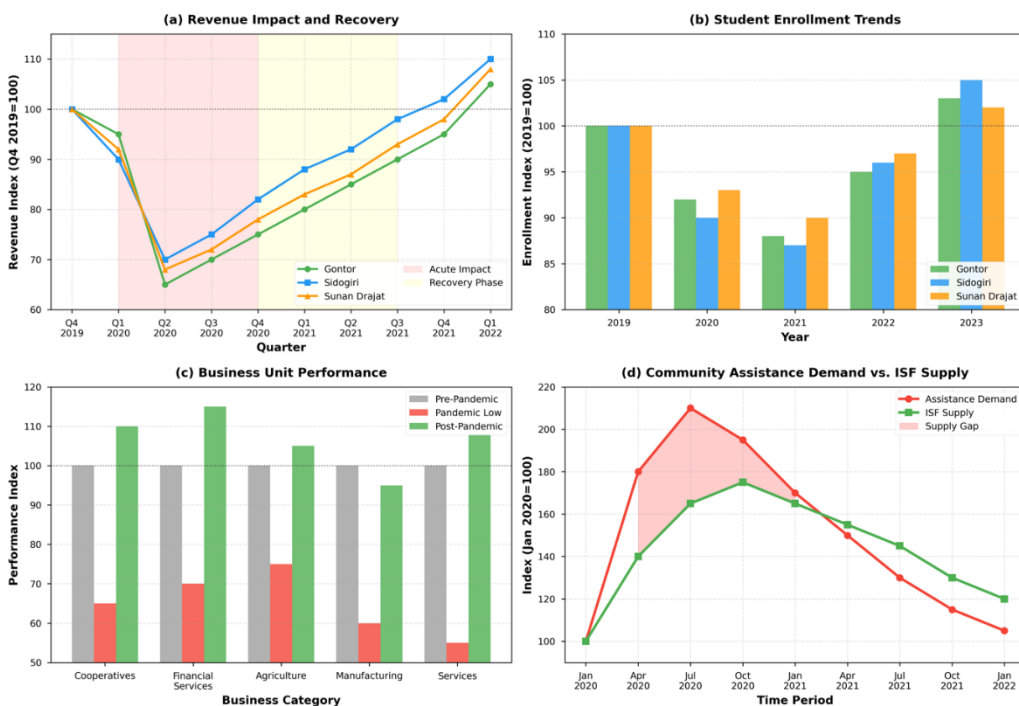 (a) Revenue Impact and Recovery
Revenue Index (Q4 2019=100)
110
100
90
80
70
60
Gontor
Sidogiri
Sunan Drajat
Acute Impact
Recovery Phase
Q4 2019
Q1 2020
Q2 2020
Q3 2020
Q4 2020
Q1 2021
Q2 2021
Q3 2021
Q4 2021
Q1 2022
Quarter
(b) Student Enrollment Trends
Enrollment Index (2019=100)
110
105
100
95
90
85
80
Gontor
Sidogiri
Sunan Drajat
2019
2020
2021
2022
2023
Year
(c) Business Unit Performance
Performance Index
120
110
100
90
80
70
60
50
Pre-Pandemic
Pandemic Low
Post-Pandemic
Cooperatives
Financial
Services
Agriculture
Manufacturing
Services
Business Category
(d) Community Assistance Demand vs. ISF Supply
Index (Jan 2020=100)
220
200
180
160
140
120
100
Assistance Demand
ISF Supply
Supply Gap
Jan 2020
Apr 2020
Jul 2020
Oct 2020
Jan 2021
Apr 2021
Jul 2021
Oct 2021
Jan 2022
Time Period